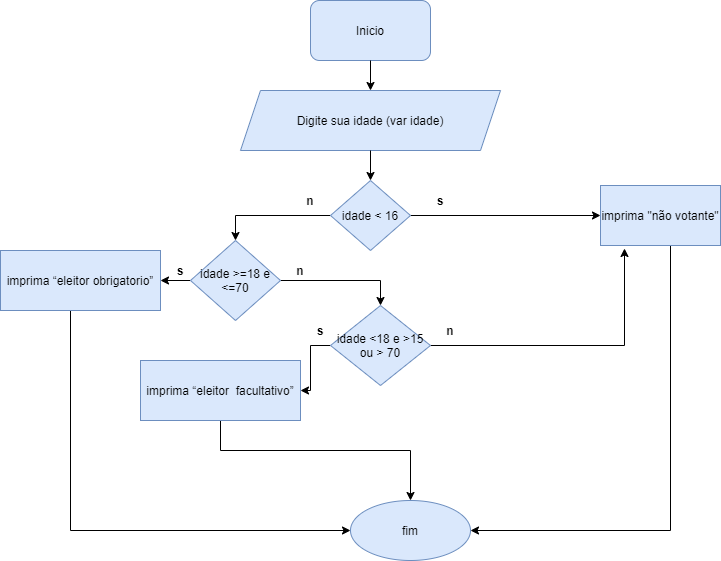 Inicio
Digite sua idade (var idade)
n
s
idade < 16
imprima "não votante"
imprima “eleitor obrigatorio”
s
idade >=18 e
<=70
n
s
idade <18 e >15
ou > 70
n
imprima “eleitor  facultativo”
fim